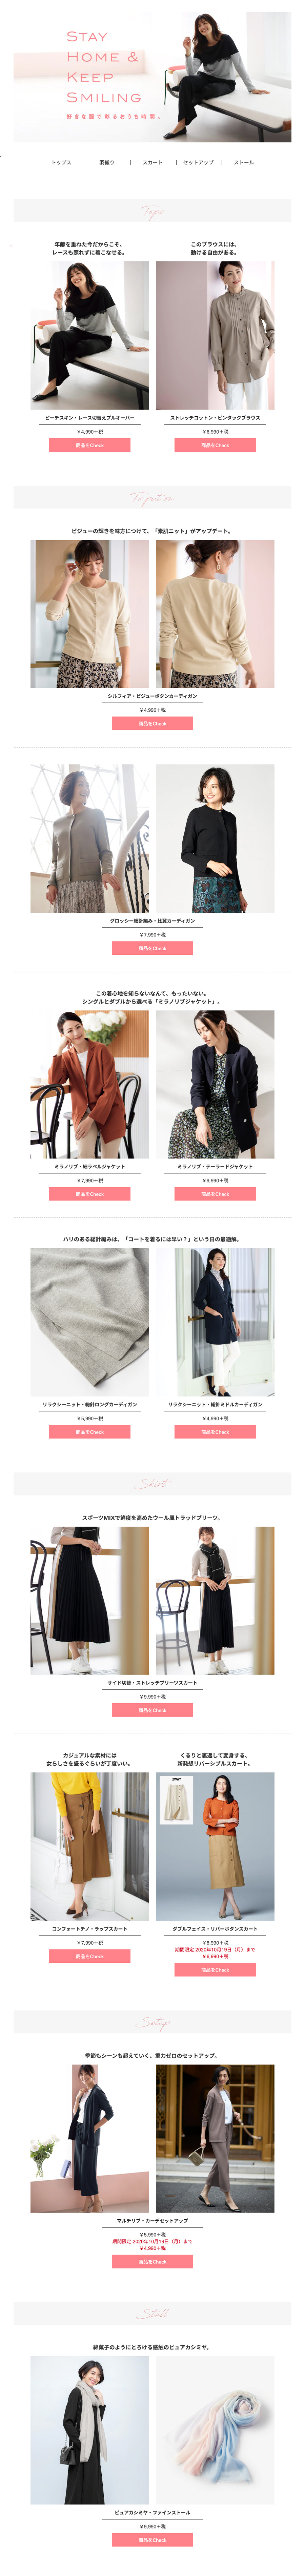 STAY
HOME &
KEEP
SMILING
好きな服で彩るおうち時間。
トップス | 羽織り | スカート | セットアップ | ストール
Tops
年齢を重ねた今だからこそ、
レースも照れずに着こなせる。
ピーチスキン・レース切替えプルオーバー
¥4,990+税
商品をCheck
このブラウスには、
動ける自由がある。
ストレッチコットン・ピンタックブラウス
¥6,990+税
商品をCheck
To put on
ビジューの輝きを味方につけて、「素肌ニット」がアップデート。
シルフィア・ビジューボタンカーディガン
¥4,990+税
商品をCheck
グロッシー総針編み・比翼カーディガン
¥7,990+税
商品をCheck
この着心地を知らないなんて、もったいない。
シングルとダブルから選べる「ミラノリブジャケット」。
ミラノリブ・細ラペルジャケット
¥7,990+税
商品をCheck
ミラノリブ・テーラードジャケット
¥9,990+税
商品をCheck
ハリのある総針編みは、「コートを着るには早い？」という日の最適解。
リラクシーニット・総針ロングカーディガン
¥5,990+税
商品をCheck
リラクシーニット・総針ミドルカーディガン
¥4,990+税
商品をCheck
Skirt
スポーツMIXで鮮度を高めたウール風トラッドプリーツ。
サイド切替・ストレッチプリーツスカート
¥9,990+税
商品をCheck
カジュアルな素材には
女らしさを盛るぐらいが丁度いい。
コンフォートチノ・ラップスカート
¥7,990+税
商品をCheck
くるりと裏返して変身する、
新発想リバーシブルスカート。
2WAY
ダブルフェイス・リバーボタンスカート
¥8,990+税
期間限定 2020年10月19日（月）まで
¥6,990+税
商品をCheck
Setup
季節もシーンも超えていく、重力ゼロのセットアップ。
マルチリブ・カーデセットアップ
¥5,990+税
期間限定 2020年10月19日（月）まで
¥4,990+税
商品をCheck
Stall
綿菓子のようにとろける感触のピュアカシミヤ。
ピュアカシミヤ・ファインストール
¥9,990+税
商品をCheck